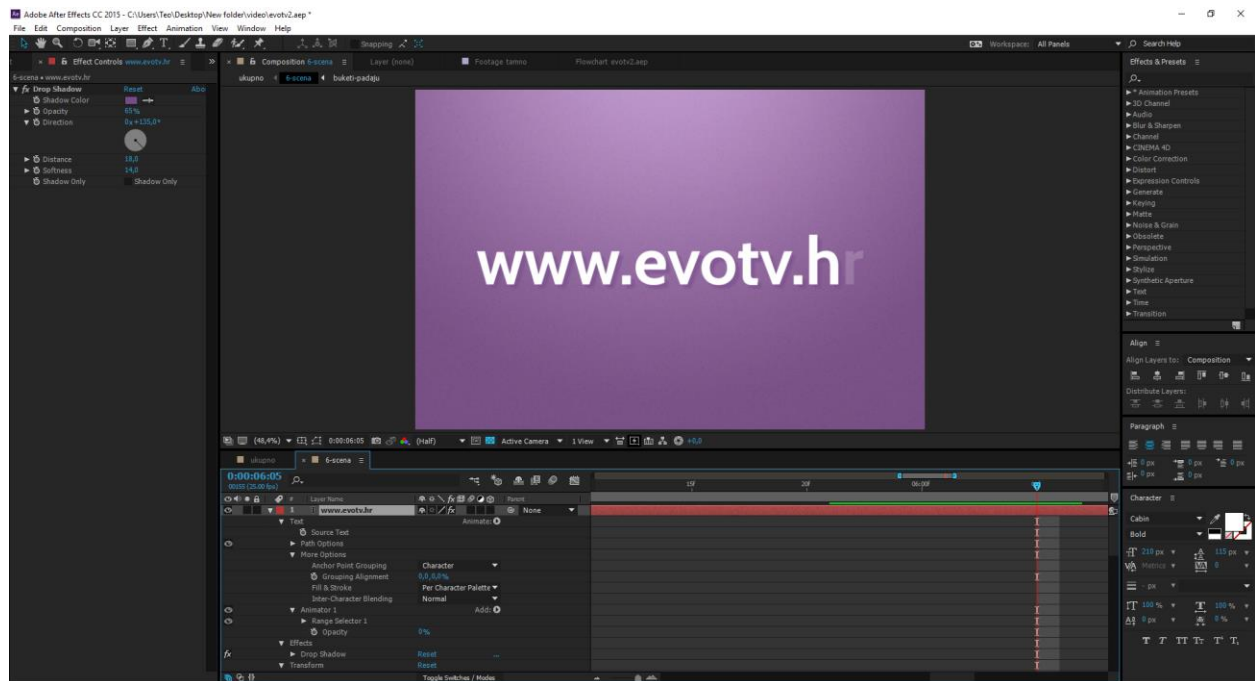 Adobe After Effects CC 2015 - C:\Users\Teo\Desktop\New folder\video\evotv2.aep *
File Edit Composition Layer Effect Animation View Window Help
Snapping
Workspace: All Panels
Search Help
Effect Controls www.evotv.hr
6-scena • www.evotv.hr
fx Drop Shadow Reset Abo
Shadow Color
Opacity 65%
Direction 0x+135,0°
Distance 18,0
Softness 14,0
Shadow Only Shadow Only
Composition 6-scena Layer (none) Footage tamno Flowchart evotv2.aep
ukupno 6-scena buketi-padaju
www.evotv.hr
(48,4%) 0:00:06:05 (Half) Active Camera 1 View +0,0
Effects & Presets
* Animation Presets
3D Channel
Audio
Blur & Sharpen
Channel
CINEMA 4D
Color Correction
Distort
Expression Controls
Generate
Keying
Matte
Noise & Grain
Obsolete
Perspective
Simulation
Stylize
Synthetic Aperture
Text
Time
Transition
Align
Align Layers to: Composition
Distribute Layers:
Paragraph
0 px 0 px 0 px
0 px 0 px
Character
Cabin
Bold
210 px 115 px
Metrics 0
- px
100 % 100 %
0 px 0 %
T T TT Tt T' T,
ukupno 6-scena
0:00:06:05
00155 (25.00 fps)
15f 20f 06:00f
# Layer Name Parent
1 www.evotv.hr None
Text Animate:
Source Text
Path Options
More Options
Anchor Point Grouping Character
Grouping Alignment 0,0,0,0%
Fill & Stroke Per Character Palette
Inter-Character Blending Normal
Animator 1 Add:
Range Selector 1
Opacity 0%
Effects
fx Drop Shadow Reset ...
Transform Reset
Toggle Switches / Modes